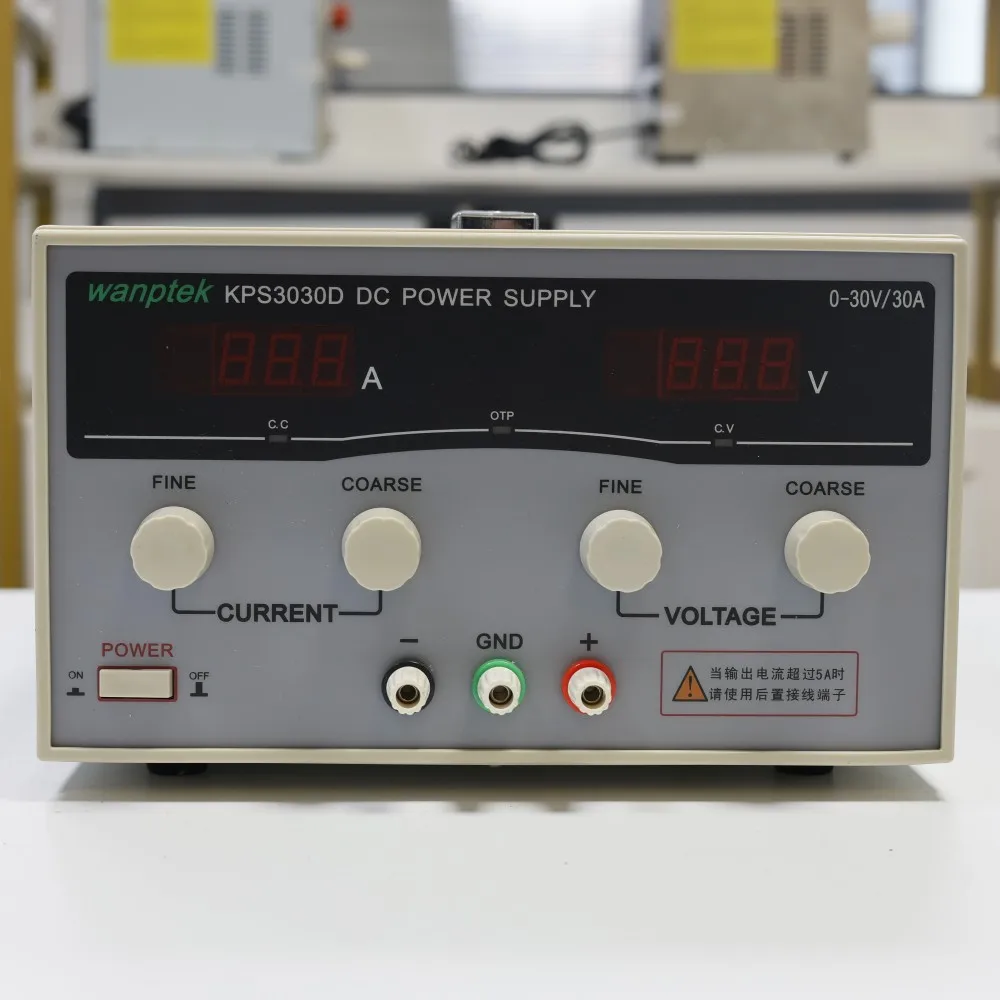 wanptek KPS3030D DC POWER SUPPLY 0-30V/30A
A V
C.C OTP C.V
FINE COARSE FINE COARSE
CURRENT VOLTAGE
POWER
ON OFF
- GND +
当输出电流超过5A时
请使用后置接线端子